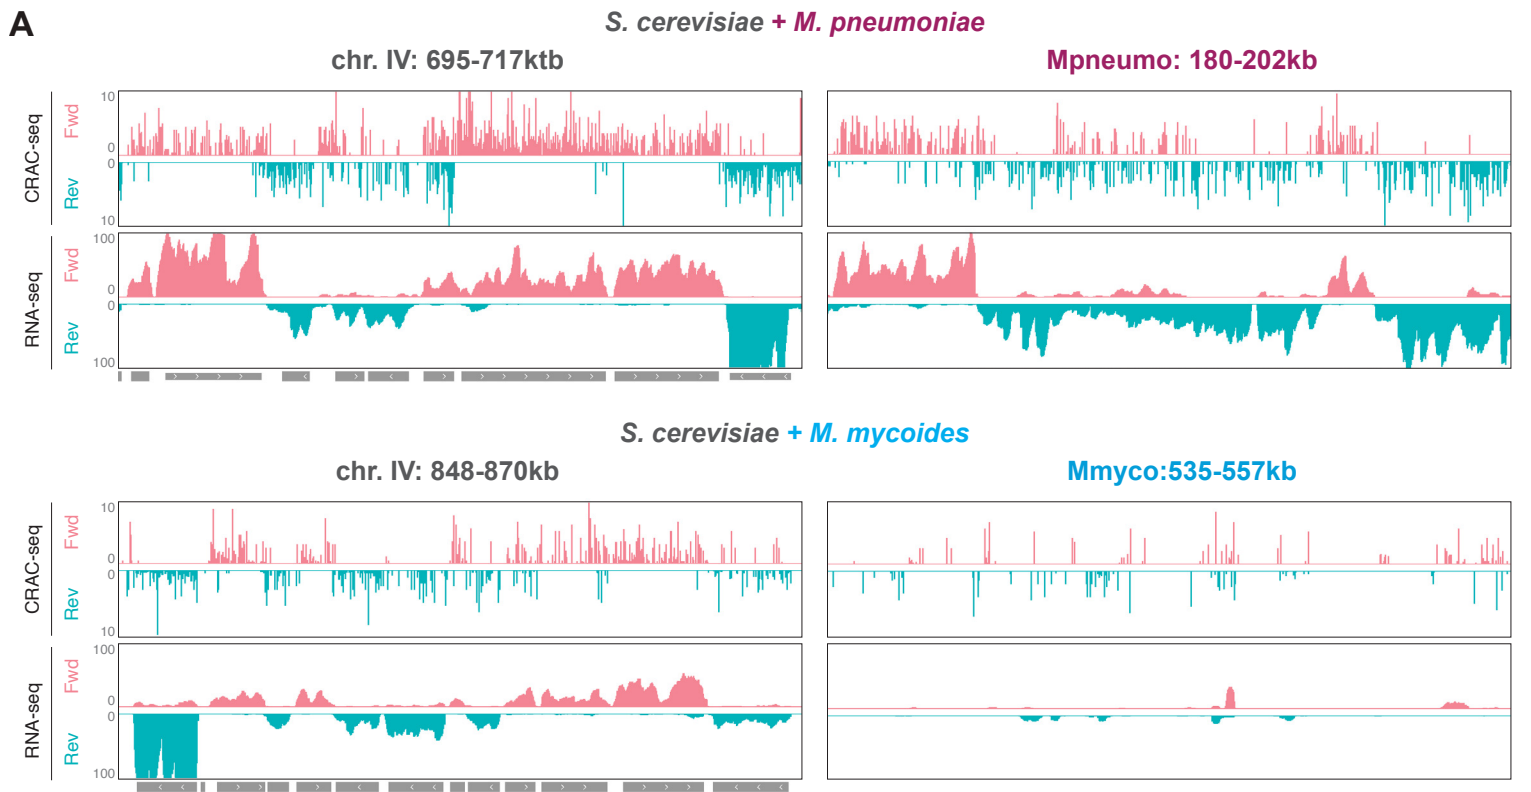 A
S. cerevisiae + M. pneumoniae
chr. IV: 695-717ktb
Mpneumo: 180-202kb
CRAC-seq
Fwd
Rev
10
0
0
10
RNA-seq
Fwd
Rev
100
0
0
100
S. cerevisiae + M. mycoides
chr. IV: 848-870kb
Mmyco:535-557kb
CRAC-seq
Fwd
Rev
10
0
0
10
RNA-seq
Fwd
Rev
100
0
0
100